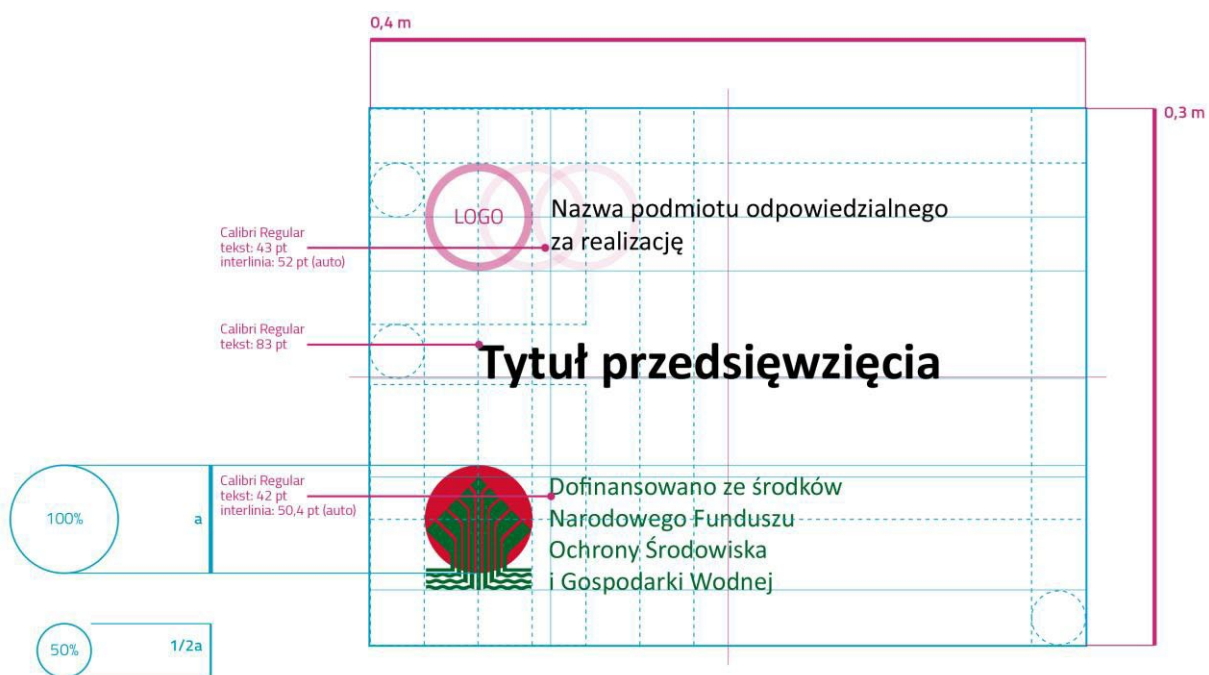 0,4 m
0,3 m
LOGO
Nazwa podmiotu odpowiedzialnego
za realizację
Calibri Regular
tekst: 43 pt
interlinia: 52 pt (auto)
Calibri Regular
tekst: 83 pt
Tytuł przedsięwzięcia
Calibri Regular
tekst: 42 pt
interlinia: 50,4 pt (auto)
Dofinansowano ze środków
Narodowego Funduszu
Ochrony Środowiska
i Gospodarki Wodnej
100%
a
50%
1/2a